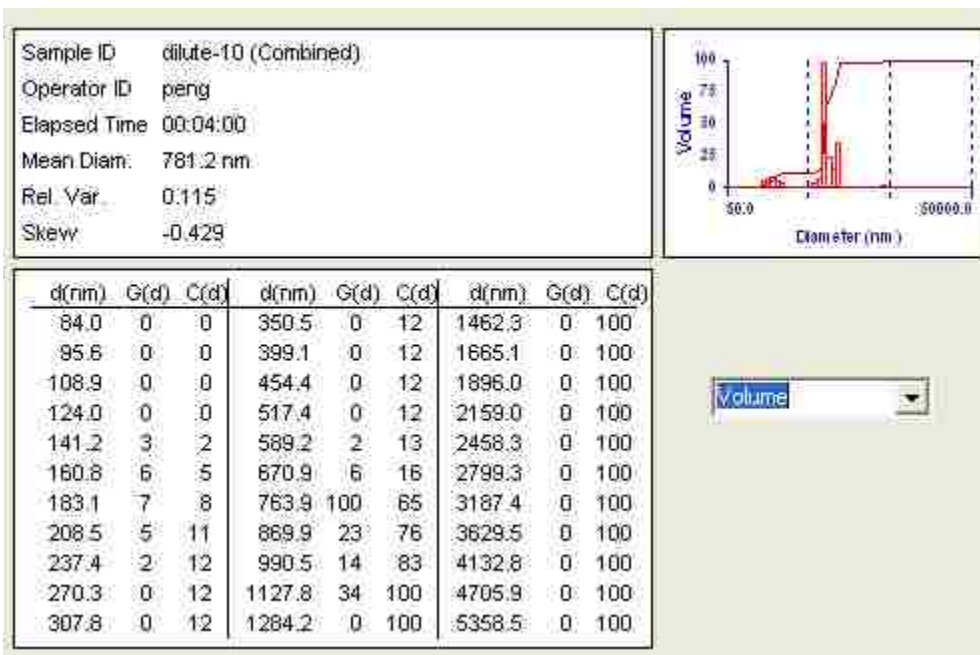 Sample ID dilute-10 (Combined)
Operator ID peng
Elapsed Time 00:04:00
Mean Diam. 781.2 nm
Rel. Var. 0.115
Skew -0.429
Volume
100
75
50
25
0
50.0 50000.0
Diameter (nm)
d(nm) G(d) C(d) d(nm) G(d) C(d) d(nm) G(d) C(d)
84.0 0 0 350.5 0 12 1462.3 0 100
95.6 0 0 399.1 0 12 1665.1 0 100
108.9 0 0 454.4 0 12 1896.0 0 100
124.0 0 0 517.4 0 12 2159.0 0 100
141.2 3 2 589.2 2 13 2458.3 0 100
160.8 6 5 670.9 6 16 2799.3 0 100
183.1 7 8 763.9 100 65 3187.4 0 100
208.5 5 11 869.9 23 76 3629.5 0 100
237.4 2 12 990.5 14 83 4132.8 0 100
270.3 0 12 1127.8 34 100 4705.9 0 100
307.8 0 12 1284.2 0 100 5358.5 0 100
Volume